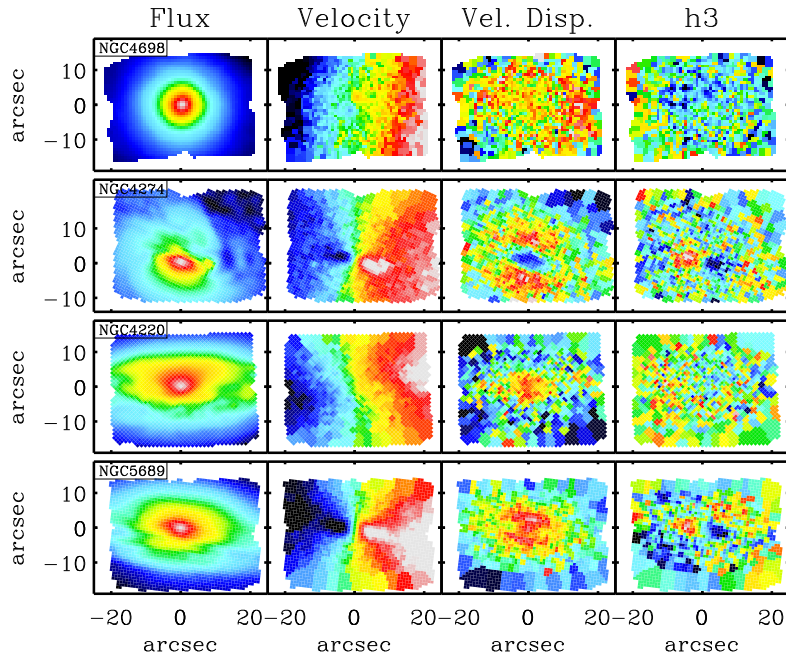 Flux Velocity Vel. Disp. h3
NGC4698
arcsec
10
0
−10
NGC4274
arcsec
10
0
−10
NGC4220
arcsec
10
0
−10
NGC5689
arcsec
10
0
−10
−20 0 20 −20 0 20 −20 0 20 −20 0 20
arcsec arcsec arcsec arcsec